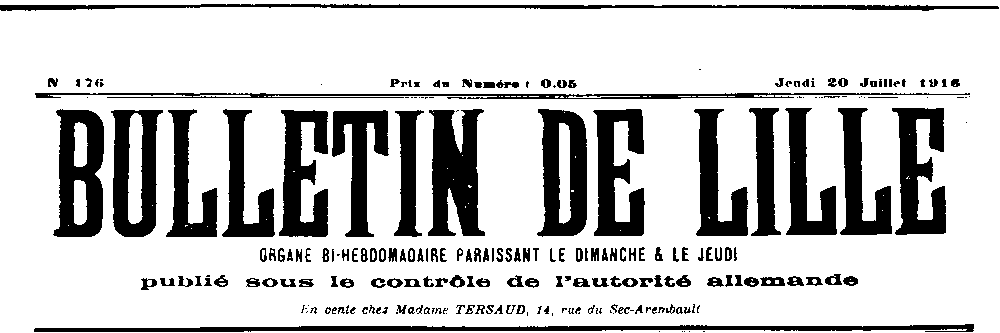 N 176 Prix du Numéro : 0.05 Jeudi 20 Juillet 1916
BULLETIN DE LILLE
ORGANE BI-HEBDOMADAIRE PARAISSANT LE DIMANCHE & LE JEUDI
publié sous le contrôle de l'autorité allemande
En vente chez Madame TERSAUD, 14, rue du Sec-Arembault